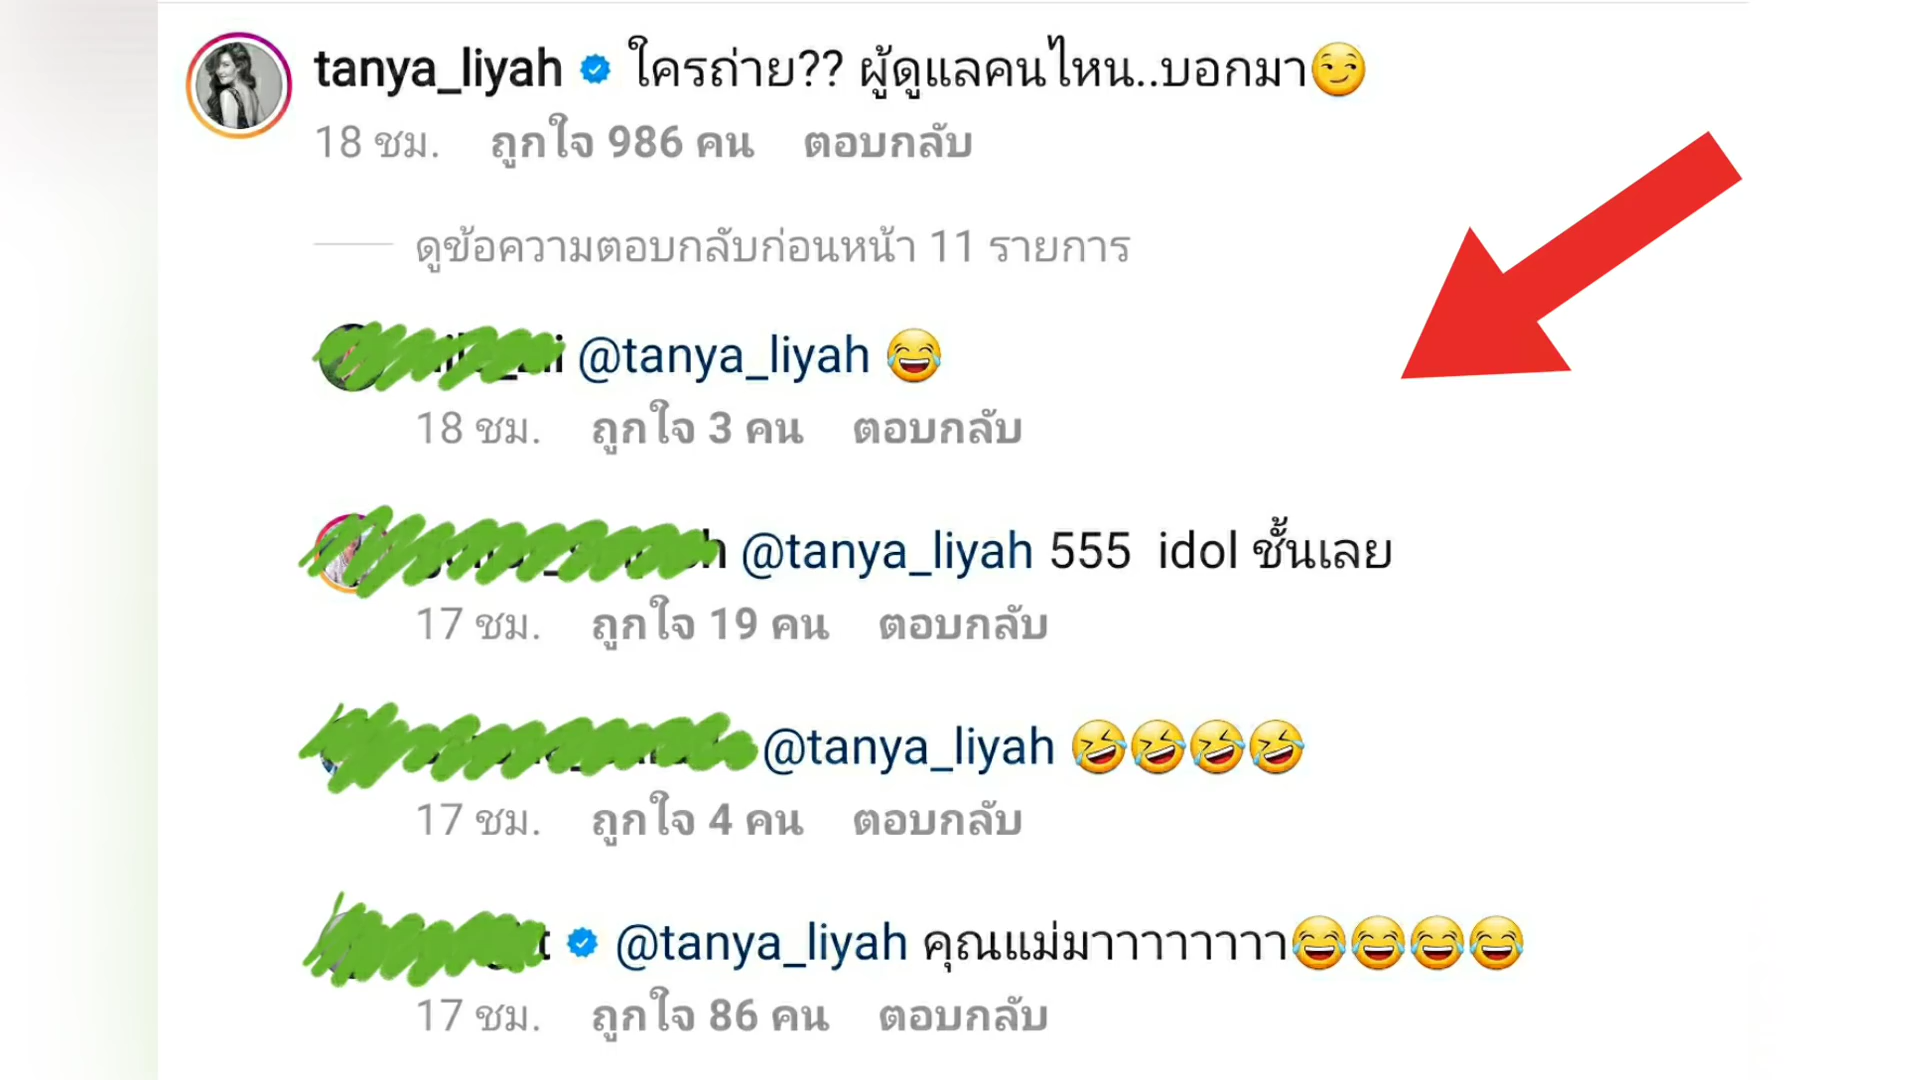 tanya_liyah ใครถ่าย?? ผู้ดูแลคนไหน..บอกมา😏
18 ชม. ถูกใจ 986 คน ตอบกลับ
ดูข้อความตอบกลับก่อนหน้า 11 รายการ
@tanya_liyah 😂
18 ชม. ถูกใจ 3 คน ตอบกลับ
@tanya_liyah 555 idol ชั้นเลย
17 ชม. ถูกใจ 19 คน ตอบกลับ
@tanya_liyah 🤣🤣🤣🤣
17 ชม. ถูกใจ 4 คน ตอบกลับ
@tanya_liyah คุณแม่มาาาาาาาา😂😂😂😂
17 ชม. ถูกใจ 86 คน ตอบกลับ